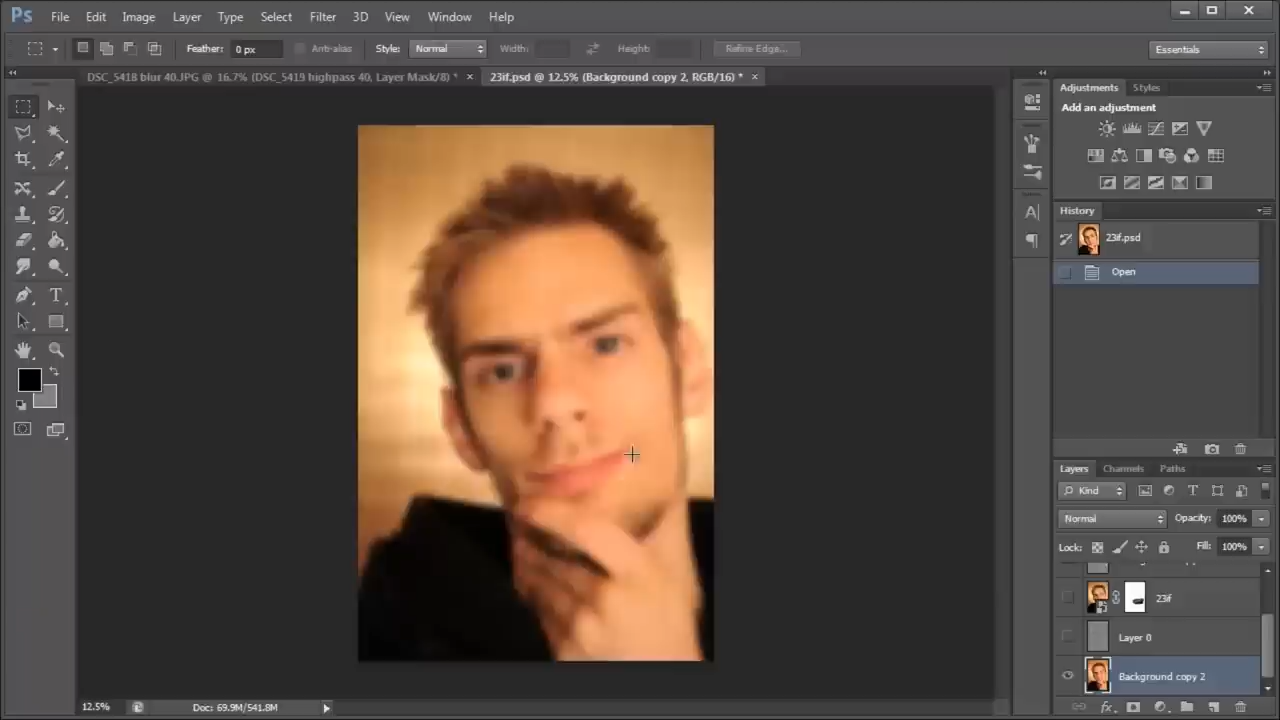 Ps File Edit Image Layer Type Select Filter 3D View Window Help
Feather: 0 px Anti-alias Style: Normal Width: Height: Refine Edge... Essentials
DSC_5418 blur 40.JPG @ 16.7% (DSC_5419 highpass 40, Layer Mask/8) * × 23if.psd @ 12.5% (Background copy 2, RGB/16) * ×
Adjustments Styles
Add an adjustment
History
23if.psd
Open
Layers Channels Paths
Kind
Normal Opacity: 100%
Lock: Fill: 100%
23if
Layer 0
Background copy 2
12.5% Doc: 69.9M/541.8M